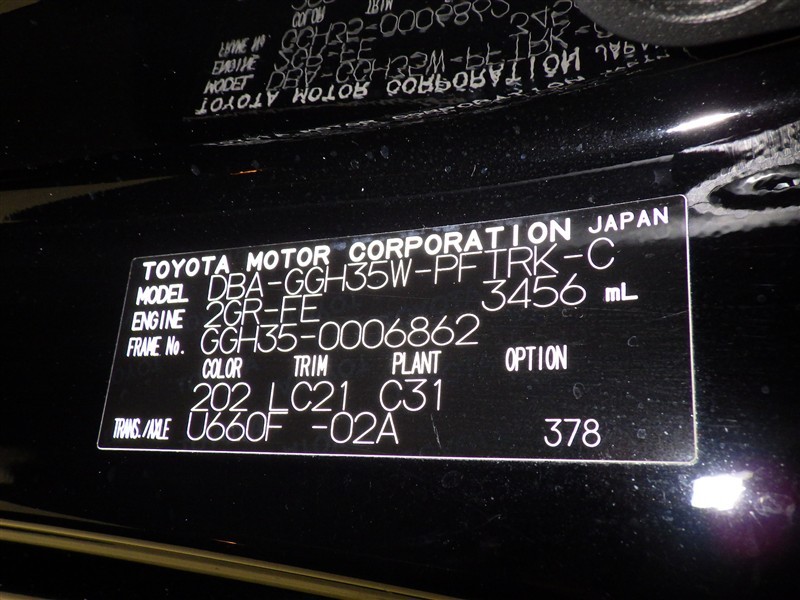 TOYOTA MOTOR CORPORATION JAPAN
MODEL DBA-GGH35W-PFTRK-C
ENGINE 2GR-FE 3456 mL
FRAME No. GGH35-0006862
COLOR TRIM PLANT OPTION
202 LC21 C31
TRANS./AXLE U660F -02A 378